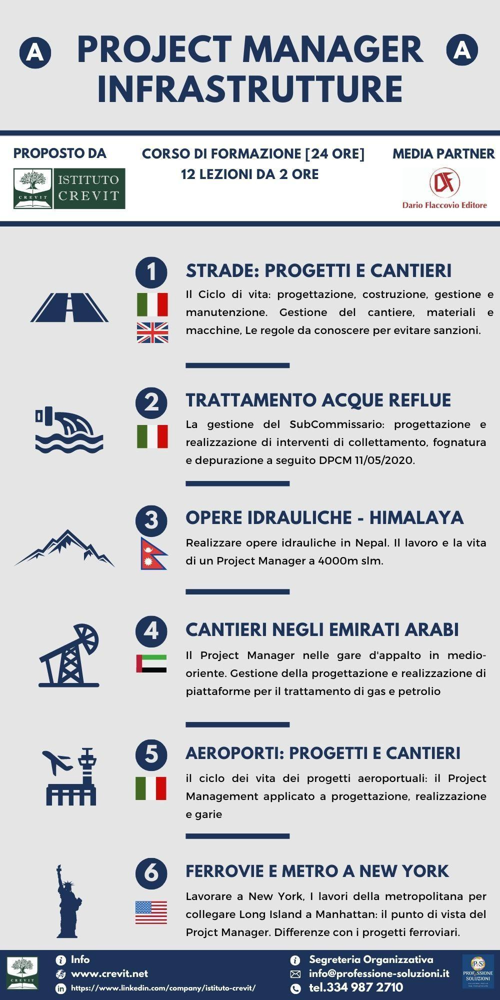 A PROJECT MANAGER A
INFRASTRUTTURE
PROPOSTO DA
CREVIT
ISTITUTO
CREVIT
CORSO DI FORMAZIONE [24 ORE]
12 LEZIONI DA 2 ORE
MEDIA PARTNER
DF
Dario Flaccovio Editore
1 STRADE: PROGETTI E CANTIERI
Il Ciclo di vita: progettazione, costruzione, gestione e
manutenzione. Gestione del cantiere, materiali e
macchine, Le regole da conoscere per evitare sanzioni.
2 TRATTAMENTO ACQUE REFLUE
La gestione del SubCommissario: progettazione e
realizzazione di interventi di collettamento, fognatura
e depurazione a seguito DPCM 11/05/2020.
3 OPERE IDRAULICHE - HIMALAYA
Realizzare opere idrauliche in Nepal. Il lavoro e la vita
di un Project Manager a 4000m slm.
4 CANTIERI NEGLI EMIRATI ARABI
Il Project Manager nelle gare d'appalto in medio-
oriente. Gestione della progettazione e realizzazione di
piattaforme per il trattamento di gas e petrolio
5 AEROPORTI: PROGETTI E CANTIERI
il ciclo dei vita dei progetti aeroportuali: il Project
Management applicato a progettazione, realizzazione
e garie
6 FERROVIE E METRO A NEW YORK
Lavorare a New York, I lavori della metropolitana per
collegare Long Island a Manhattan: il punto di vista del
Projct Manager. Differenze con i progetti ferroviari.
CREVIT
i Info
www.crevit.net
in https://www.linkedin.com/company/istituto-crevit/
i Segreteria Organizzativa
info@professione-soluzioni.it
tel.334 987 2710
P&S
PROFESSIONE
SOLUZIONI